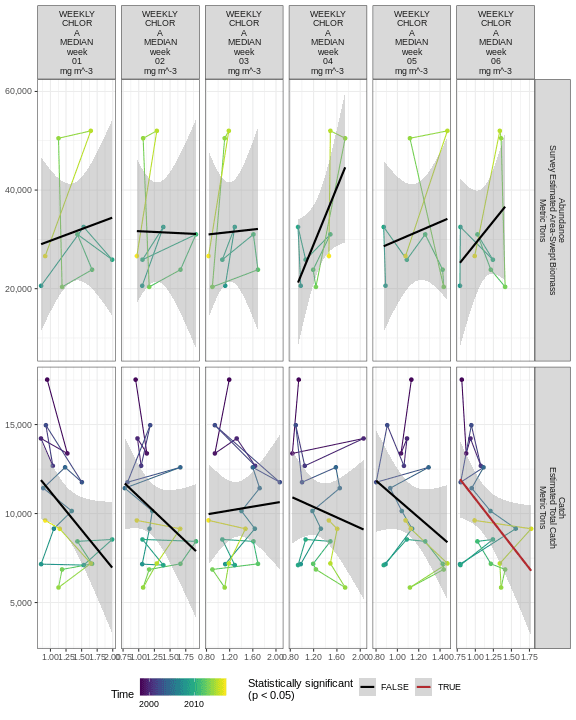 WEEKLY
CHLOR
A
MEDIAN
week
01
mg m^-3
WEEKLY
CHLOR
A
MEDIAN
week
02
mg m^-3
WEEKLY
CHLOR
A
MEDIAN
week
03
mg m^-3
WEEKLY
CHLOR
A
MEDIAN
week
04
mg m^-3
WEEKLY
CHLOR
A
MEDIAN
week
05
mg m^-3
WEEKLY
CHLOR
A
MEDIAN
week
06
mg m^-3
60,000
40,000
20,000
Abundance
Survey Estimated Area-Swept Biomass
Metric Tons
15,000
10,000
5,000
Catch
Estimated Total Catch
Metric Tons
1.00 1.25 1.50 1.75 2.00
0.75 1.00 1.25 1.50 1.75
0.80 1.20 1.60 2.00
0.80 1.20 1.60 2.00
0.80 1.00 1.20 1.40
0.75 1.00 1.25 1.50 1.75
Time
2000 2010
Statistically significant
(p < 0.05)
FALSE TRUE